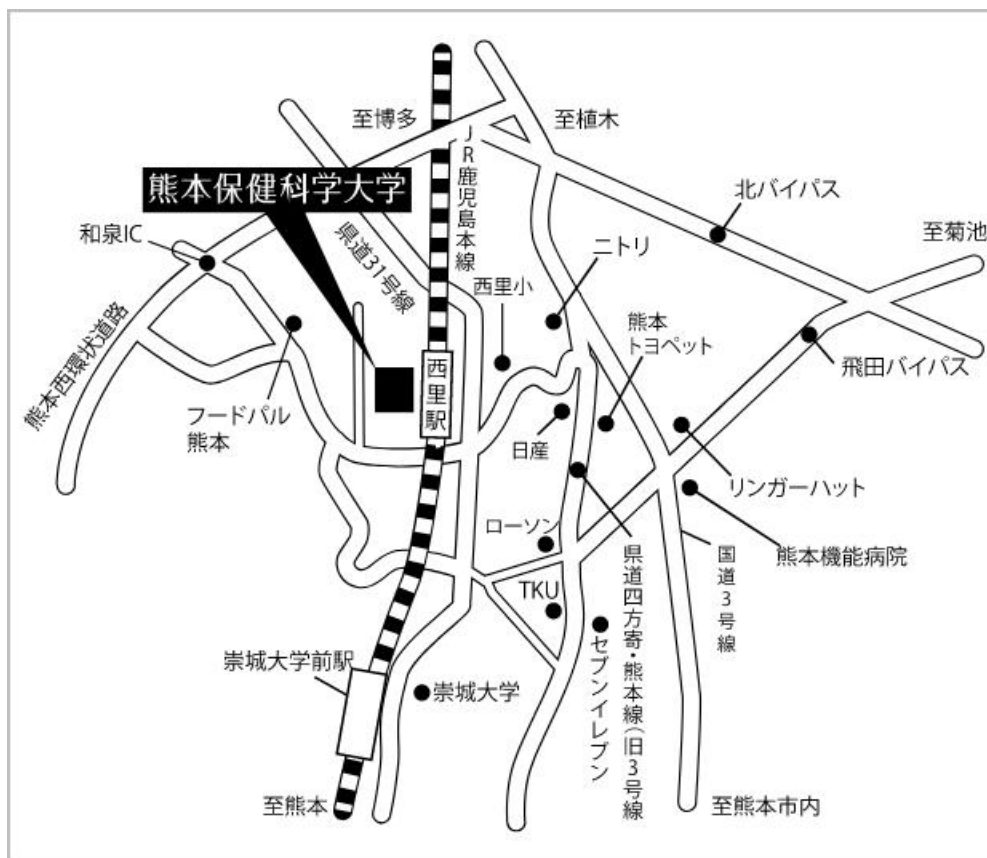 至博多
至植木
JR鹿児島本線
熊本保健科学大学
北バイパス
和泉IC
県道31号線
至菊池
ニトリ
西里小
熊本
トヨペット
熊本西環状道路
西里駅
飛田バイパス
フードパル
熊本
日産
リンガーハット
ローソン
熊本機能病院
国道3号線
県道四方寄・熊本線(旧3号線
TKU
セブンイレブン
崇城大学前駅
崇城大学
至熊本
至熊本市内